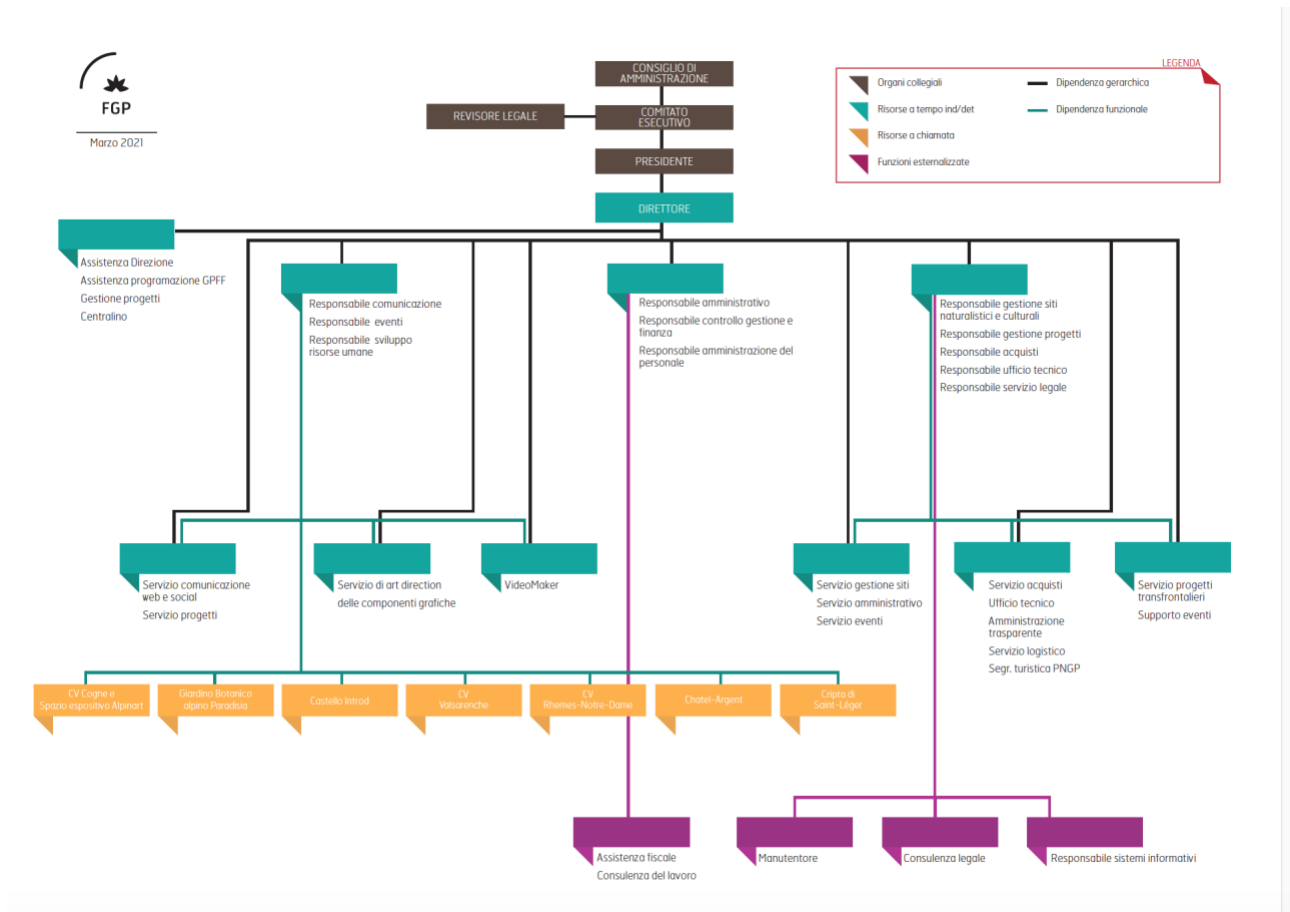 FGP
Marzo 2021
CONSIGLIO DI
AMMINISTRAZIONE
REVISORE LEGALE
COMITATO
ESECUTIVO
PRESIDENTE
DIRETTORE
LEGENDA
Organi collegiali
Risorse a tempo ind/det
Risorse a chiamata
Funzioni esternalizzate
Dipendenza gerarchica
Dipendenza funzionale
Assistenza Direzione
Assistenza programazione GPFF
Gestione progetti
Centralino
Responsabile comunicazione
Responsabile eventi
Responsabile sviluppo
risorse umane
Responsabile amministrativo
Responsabile controllo gestione e
finanza
Responsabile amministrazione del
personale
Responsabile gestione siti
naturalistici e culturali
Responsabile gestione progetti
Responsabile acquisti
Responsabile ufficio tecnico
Responsabile servizio legale
Servizio comunicazione
web e social
Servizio progetti
Servizio di art direction
delle componenti grafiche
VideoMaker
Servizio gestione siti
Servizio amministrativo
Servizio eventi
Servizio acquisti
Ufficio tecnico
Amministrazione
trasparente
Servizio logistico
Segr. turistica PNGP
Servizio progetti
transfrontalieri
Supporto eventi
CV Cogne e
Spazio espositivo Alpinart
Giardino Botanico
alpino Paradisia
Castello Introd
CV
Valsarenche
CV
Rhemes-Notre-Dame
Chatel-Argent
Cripta di
Saint-Léger
Assistenza fiscale
Consulenza del lavoro
Manutentore
Consulenza legale
Responsabile sistemi informativi